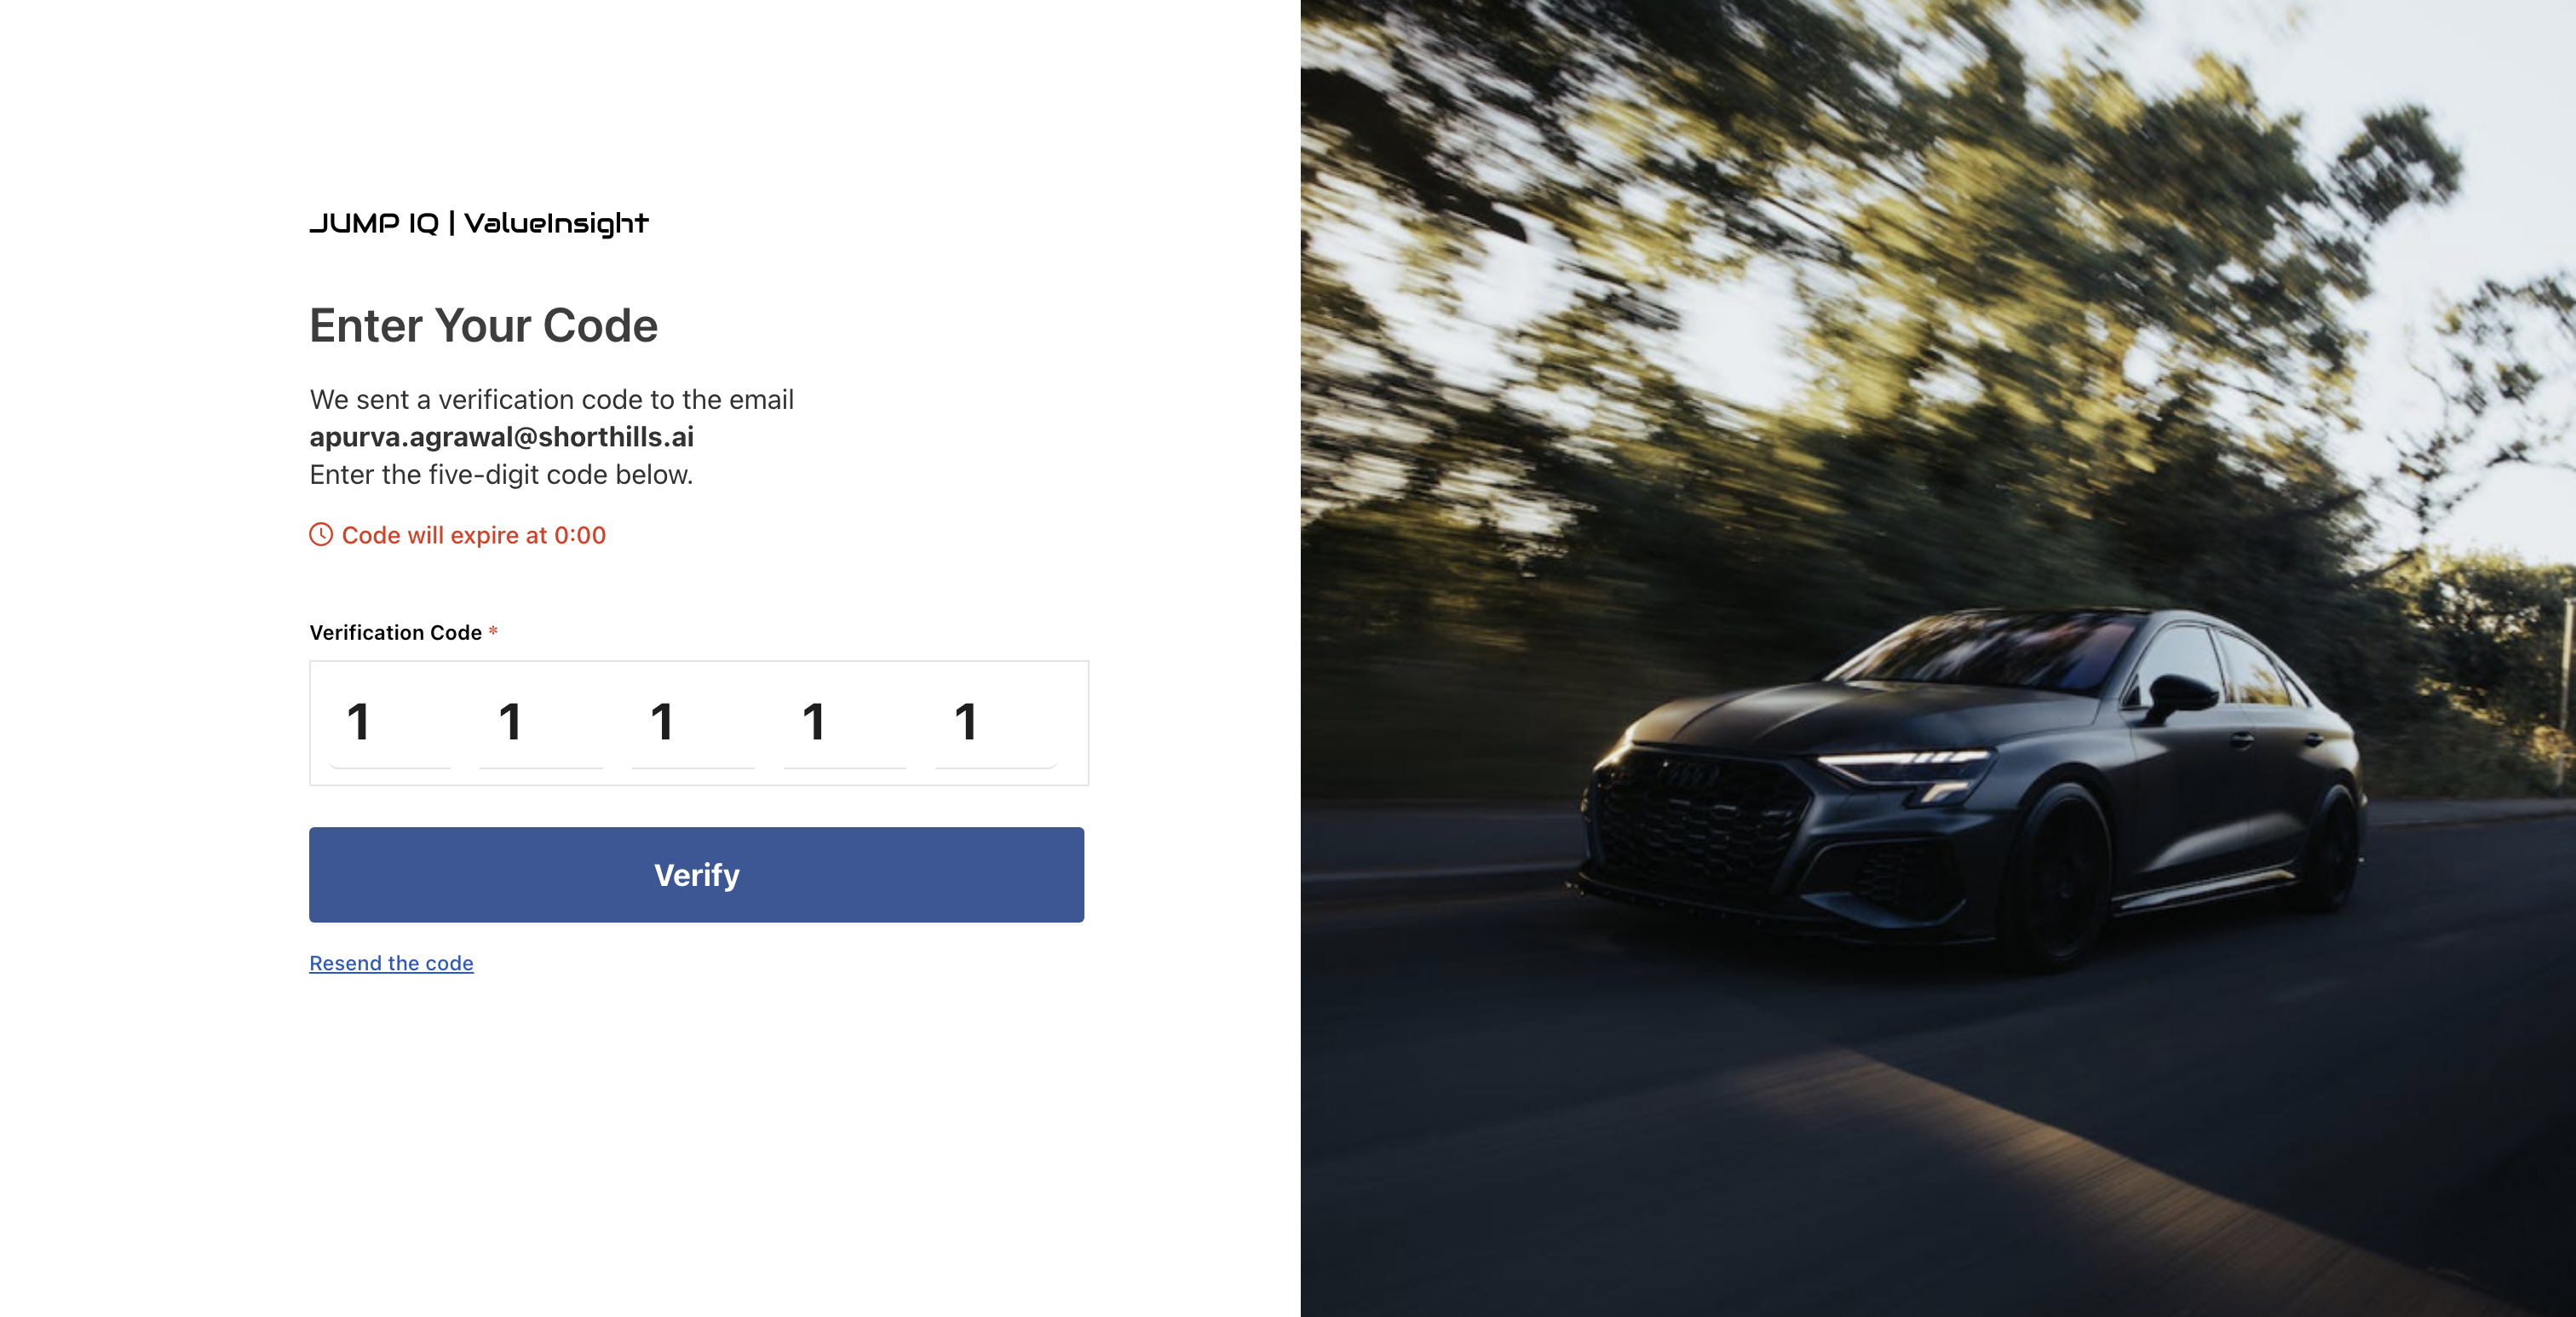 JUMP IQ | ValueInsight
Enter Your Code
We sent a verification code to the email
apurva.agrawal@shorthills.ai
Enter the five-digit code below.
Code will expire at 0:00
Verification Code *
1 1 1 1 1
Verify
Resend the code